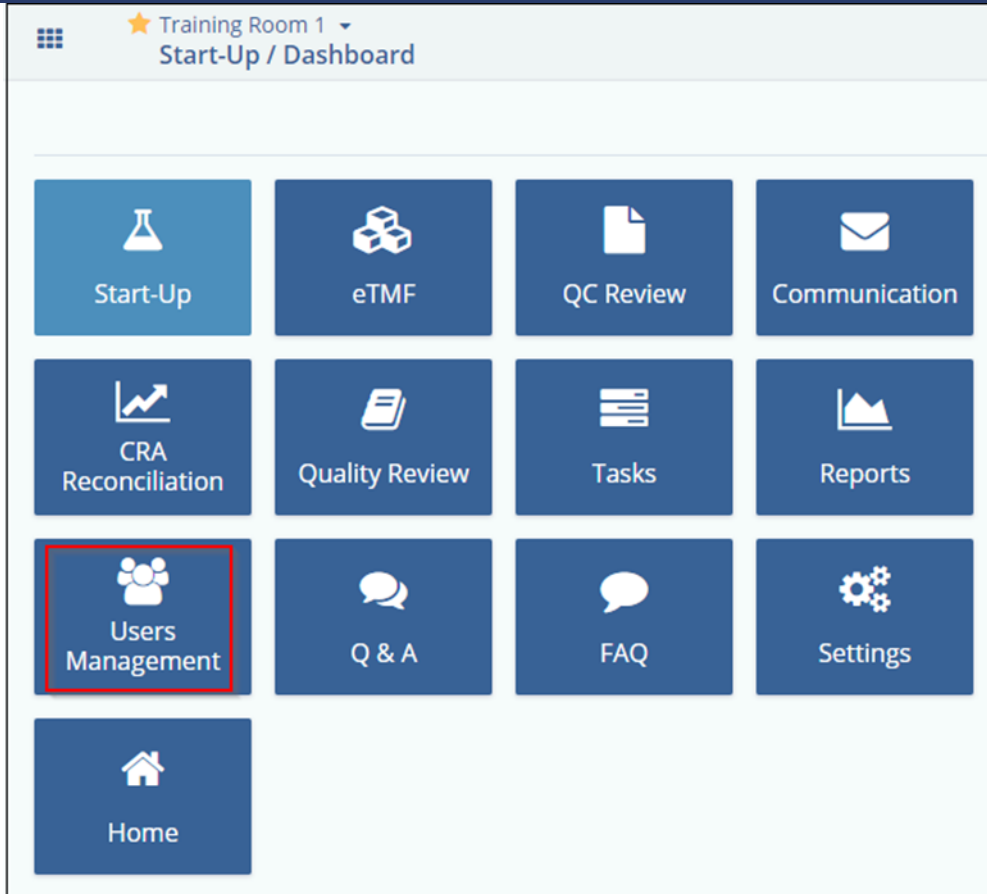 Training Room 1
Start-Up / Dashboard
Start-Up
eTMF
QC Review
Communication
CRA
Reconciliation
Quality Review
Tasks
Reports
Users
Management
Q & A
FAQ
Settings
Home